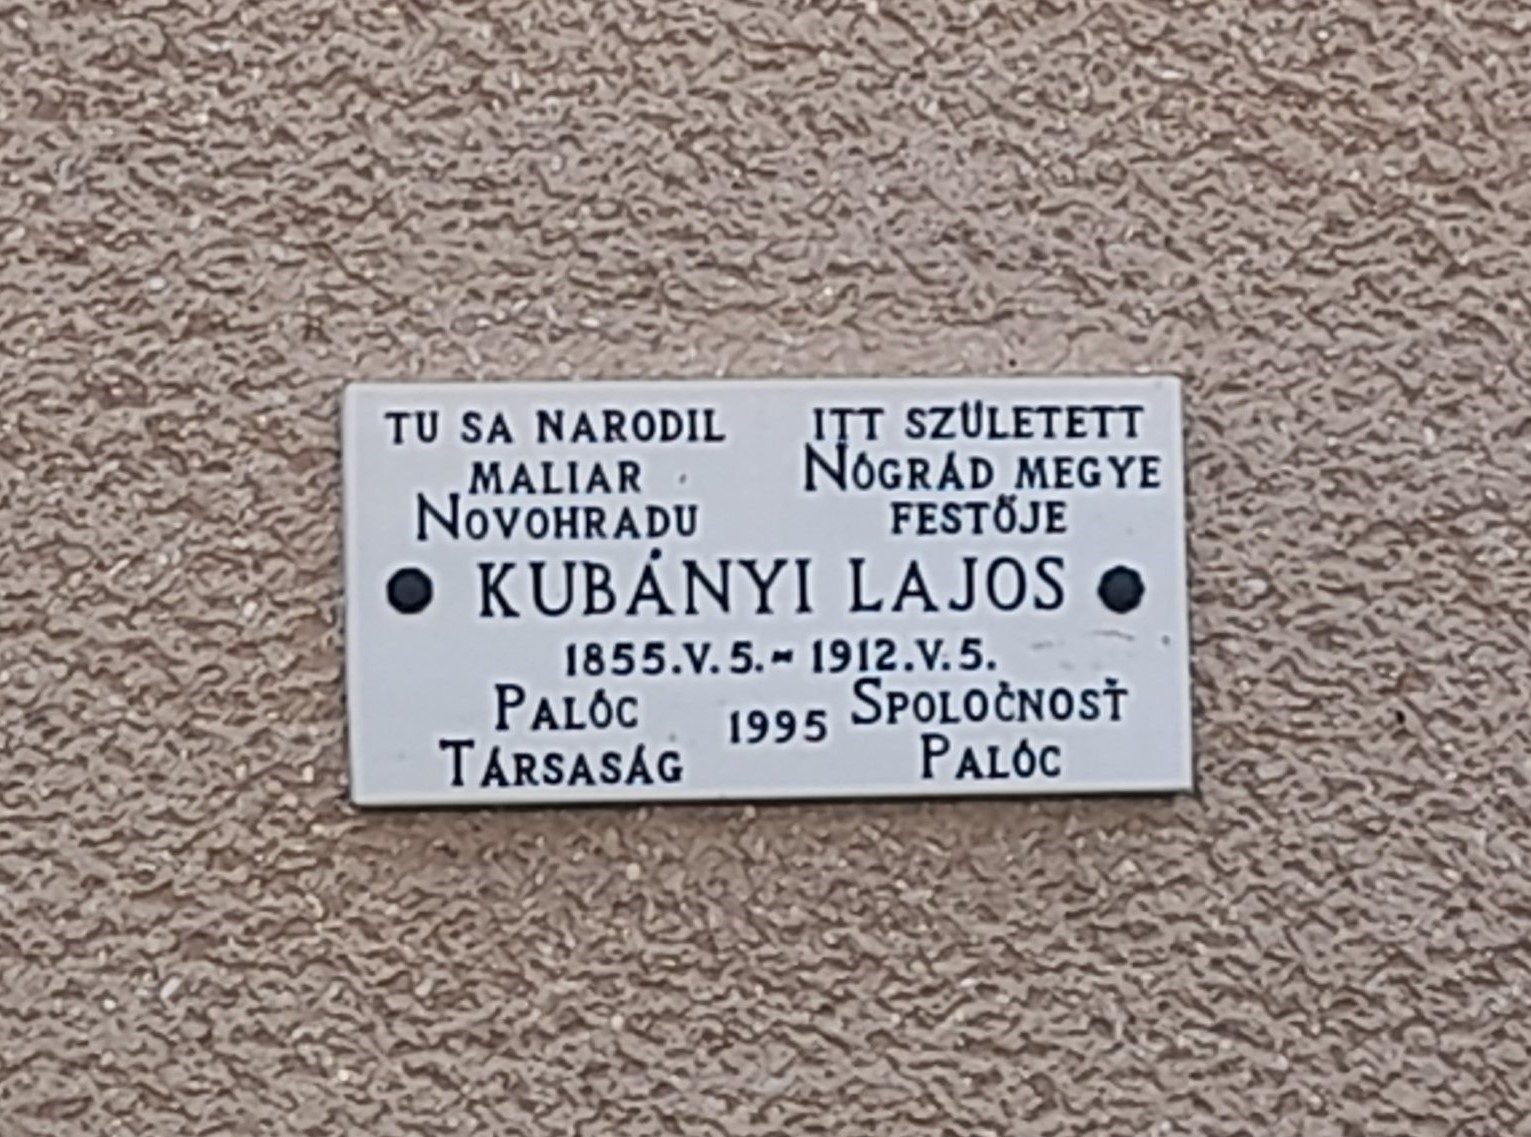 TU SA NARODIL
MALIAR
NOVOHRADU
ITT SZÜLETETT
NÓGRÁD MEGYE
FESTŐJE
KUBÁNYI LAJOS
1855.V.5.-1912.V.5.
PALÓC
TÁRSASÁG
1995
SPOLOČNOSŤ
PALÓC